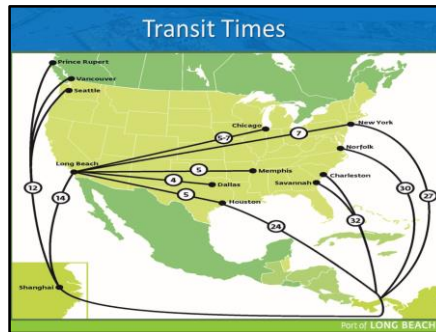 Transit Times
Prince Rupert
Vancouver
Seattle
Chicago
New York
5-7
7
Norfolk
Long Beach
5
Memphis
Charleston
4
Dallas
Savannah
12
5
Houston
30
27
14
24
32
Shanghai
Port of LONG BEACH